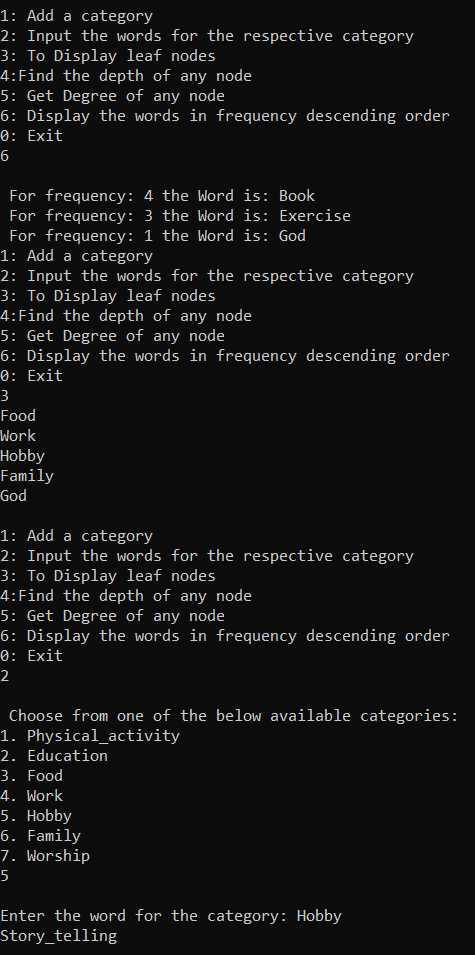 1: Add a category
2: Input the words for the respective category
3: To Display leaf nodes
4:Find the depth of any node
5: Get Degree of any node
6: Display the words in frequency descending order
0: Exit
6
For frequency: 4 the Word is: Book
For frequency: 3 the Word is: Exercise
For frequency: 1 the Word is: God
1: Add a category
2: Input the words for the respective category
3: To Display leaf nodes
4:Find the depth of any node
5: Get Degree of any node
6: Display the words in frequency descending order
0: Exit
3
Food
Work
Hobby
Family
God
1: Add a category
2: Input the words for the respective category
3: To Display leaf nodes
4:Find the depth of any node
5: Get Degree of any node
6: Display the words in frequency descending order
0: Exit
2
Choose from one of the below available categories:
1. Physical_activity
2. Education
3. Food
4. Work
5. Hobby
6. Family
7. Worship
5
Enter the word for the category: Hobby
Story_telling